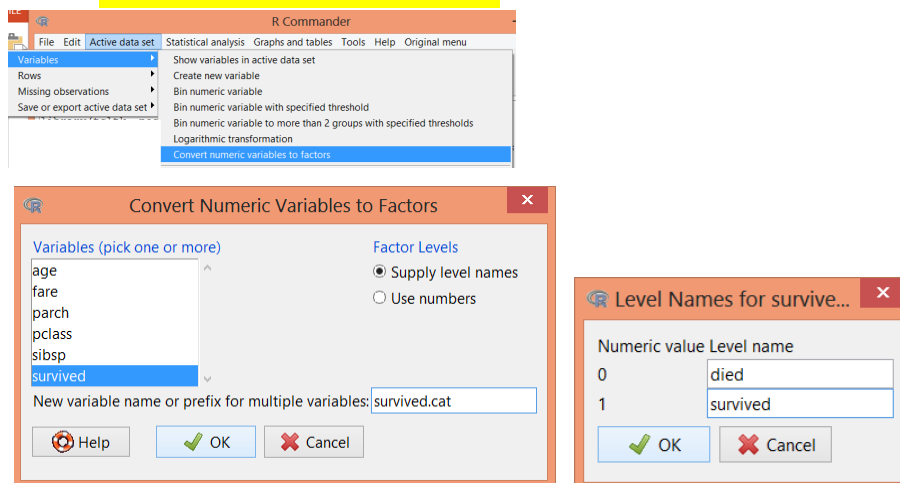 R Commander
File Edit Active data set Statistical analysis Graphs and tables Tools Help Original menu
Variables
Rows
Missing observations
Save or export active data set
Show variables in active data set
Create new variable
Bin numeric variable
Bin numeric variable with specified threshold
Bin numeric variable to more than 2 groups with specified thresholds
Logarithmic transformation
Convert numeric variables to factors
Convert Numeric Variables to Factors
Variables (pick one or more)
age
fare
parch
pclass
sibsp
survived
Factor Levels
Supply level names
Use numbers
New variable name or prefix for multiple variables: survived.cat
Help OK Cancel
Level Names for survive...
Numeric value Level name
0 died
1 survived
OK Cancel